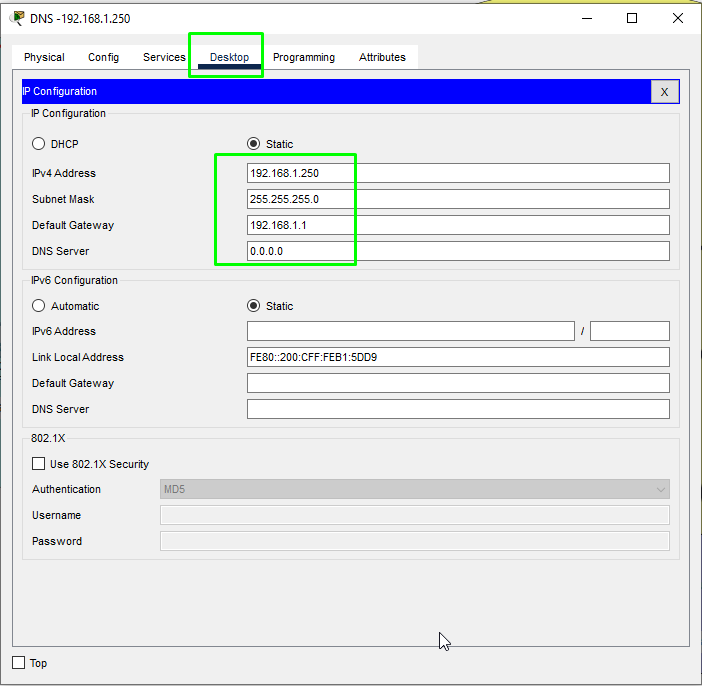 DNS -192.168.1.250
Physical Config Services Desktop Programming Attributes
IP Configuration X
IP Configuration
DHCP Static
IPv4 Address 192.168.1.250
Subnet Mask 255.255.255.0
Default Gateway 192.168.1.1
DNS Server 0.0.0.0
IPv6 Configuration
Automatic Static
IPv6 Address /
Link Local Address FE80::200:CFF:FEB1:5DD9
Default Gateway
DNS Server
802.1X
Use 802.1X Security
Authentication MD5
Username
Password
Top